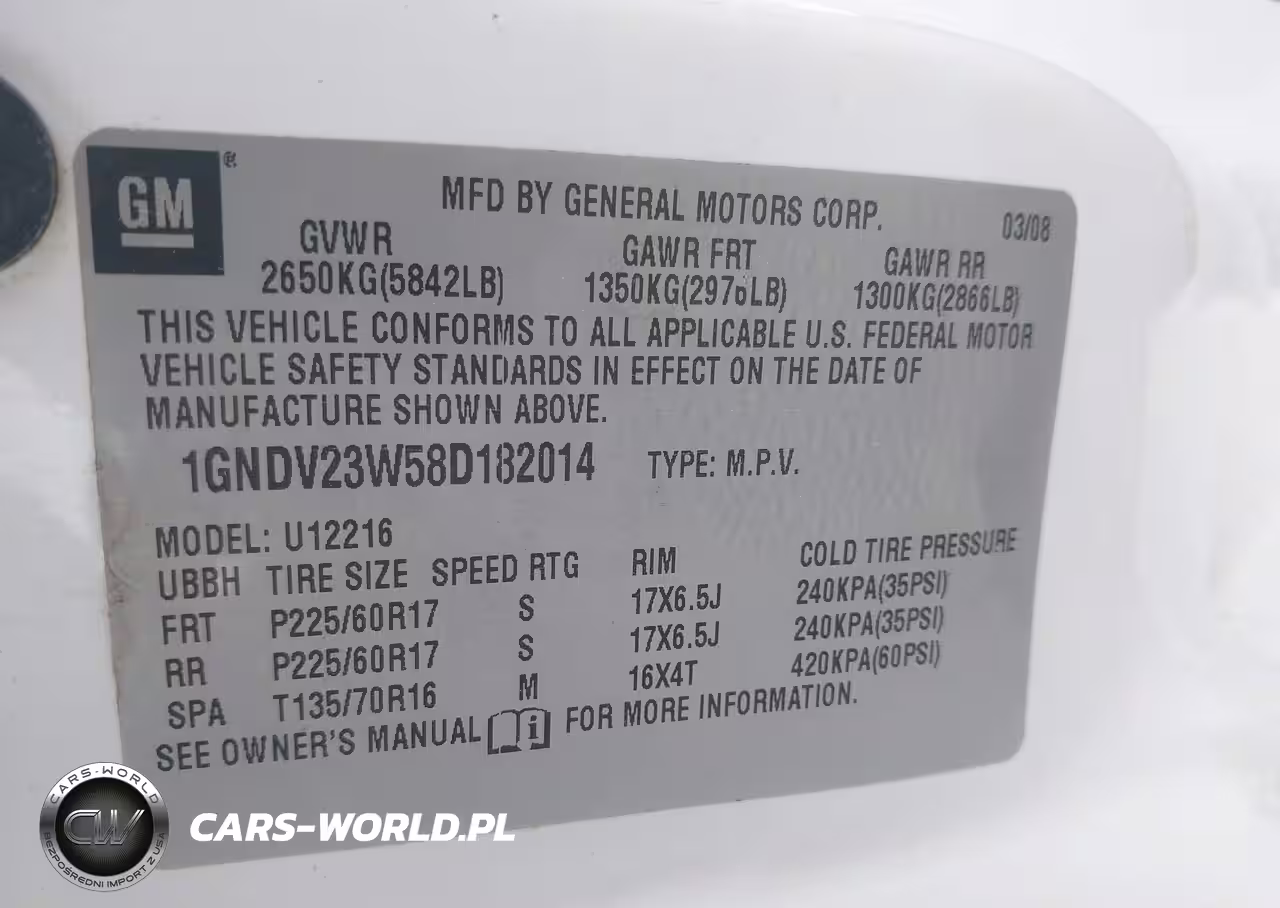 GM ®
MFD BY GENERAL MOTORS CORP. 03/08
GVWR GAWR FRT GAWR RR
2650KG(5842LB) 1350KG(2976LB) 1300KG(2866LB)
THIS VEHICLE CONFORMS TO ALL APPLICABLE U.S. FEDERAL MOTOR
VEHICLE SAFETY STANDARDS IN EFFECT ON THE DATE OF
MANUFACTURE SHOWN ABOVE.
1GNDV23W58D182014 TYPE: M.P.V.
MODEL: U12216
UBBH TIRE SIZE SPEED RTG RIM COLD TIRE PRESSURE
FRT P225/60R17 S 17X6.5J 240KPA(35PSI)
RR P225/60R17 S 17X6.5J 240KPA(35PSI)
SPA T135/70R16 M 16X4T 420KPA(60PSI)
SEE OWNER'S MANUAL i FOR MORE INFORMATION.
CARS-WORLD
CW
BEZPOŚREDNI IMPORT Z USA
CARS-WORLD.PL